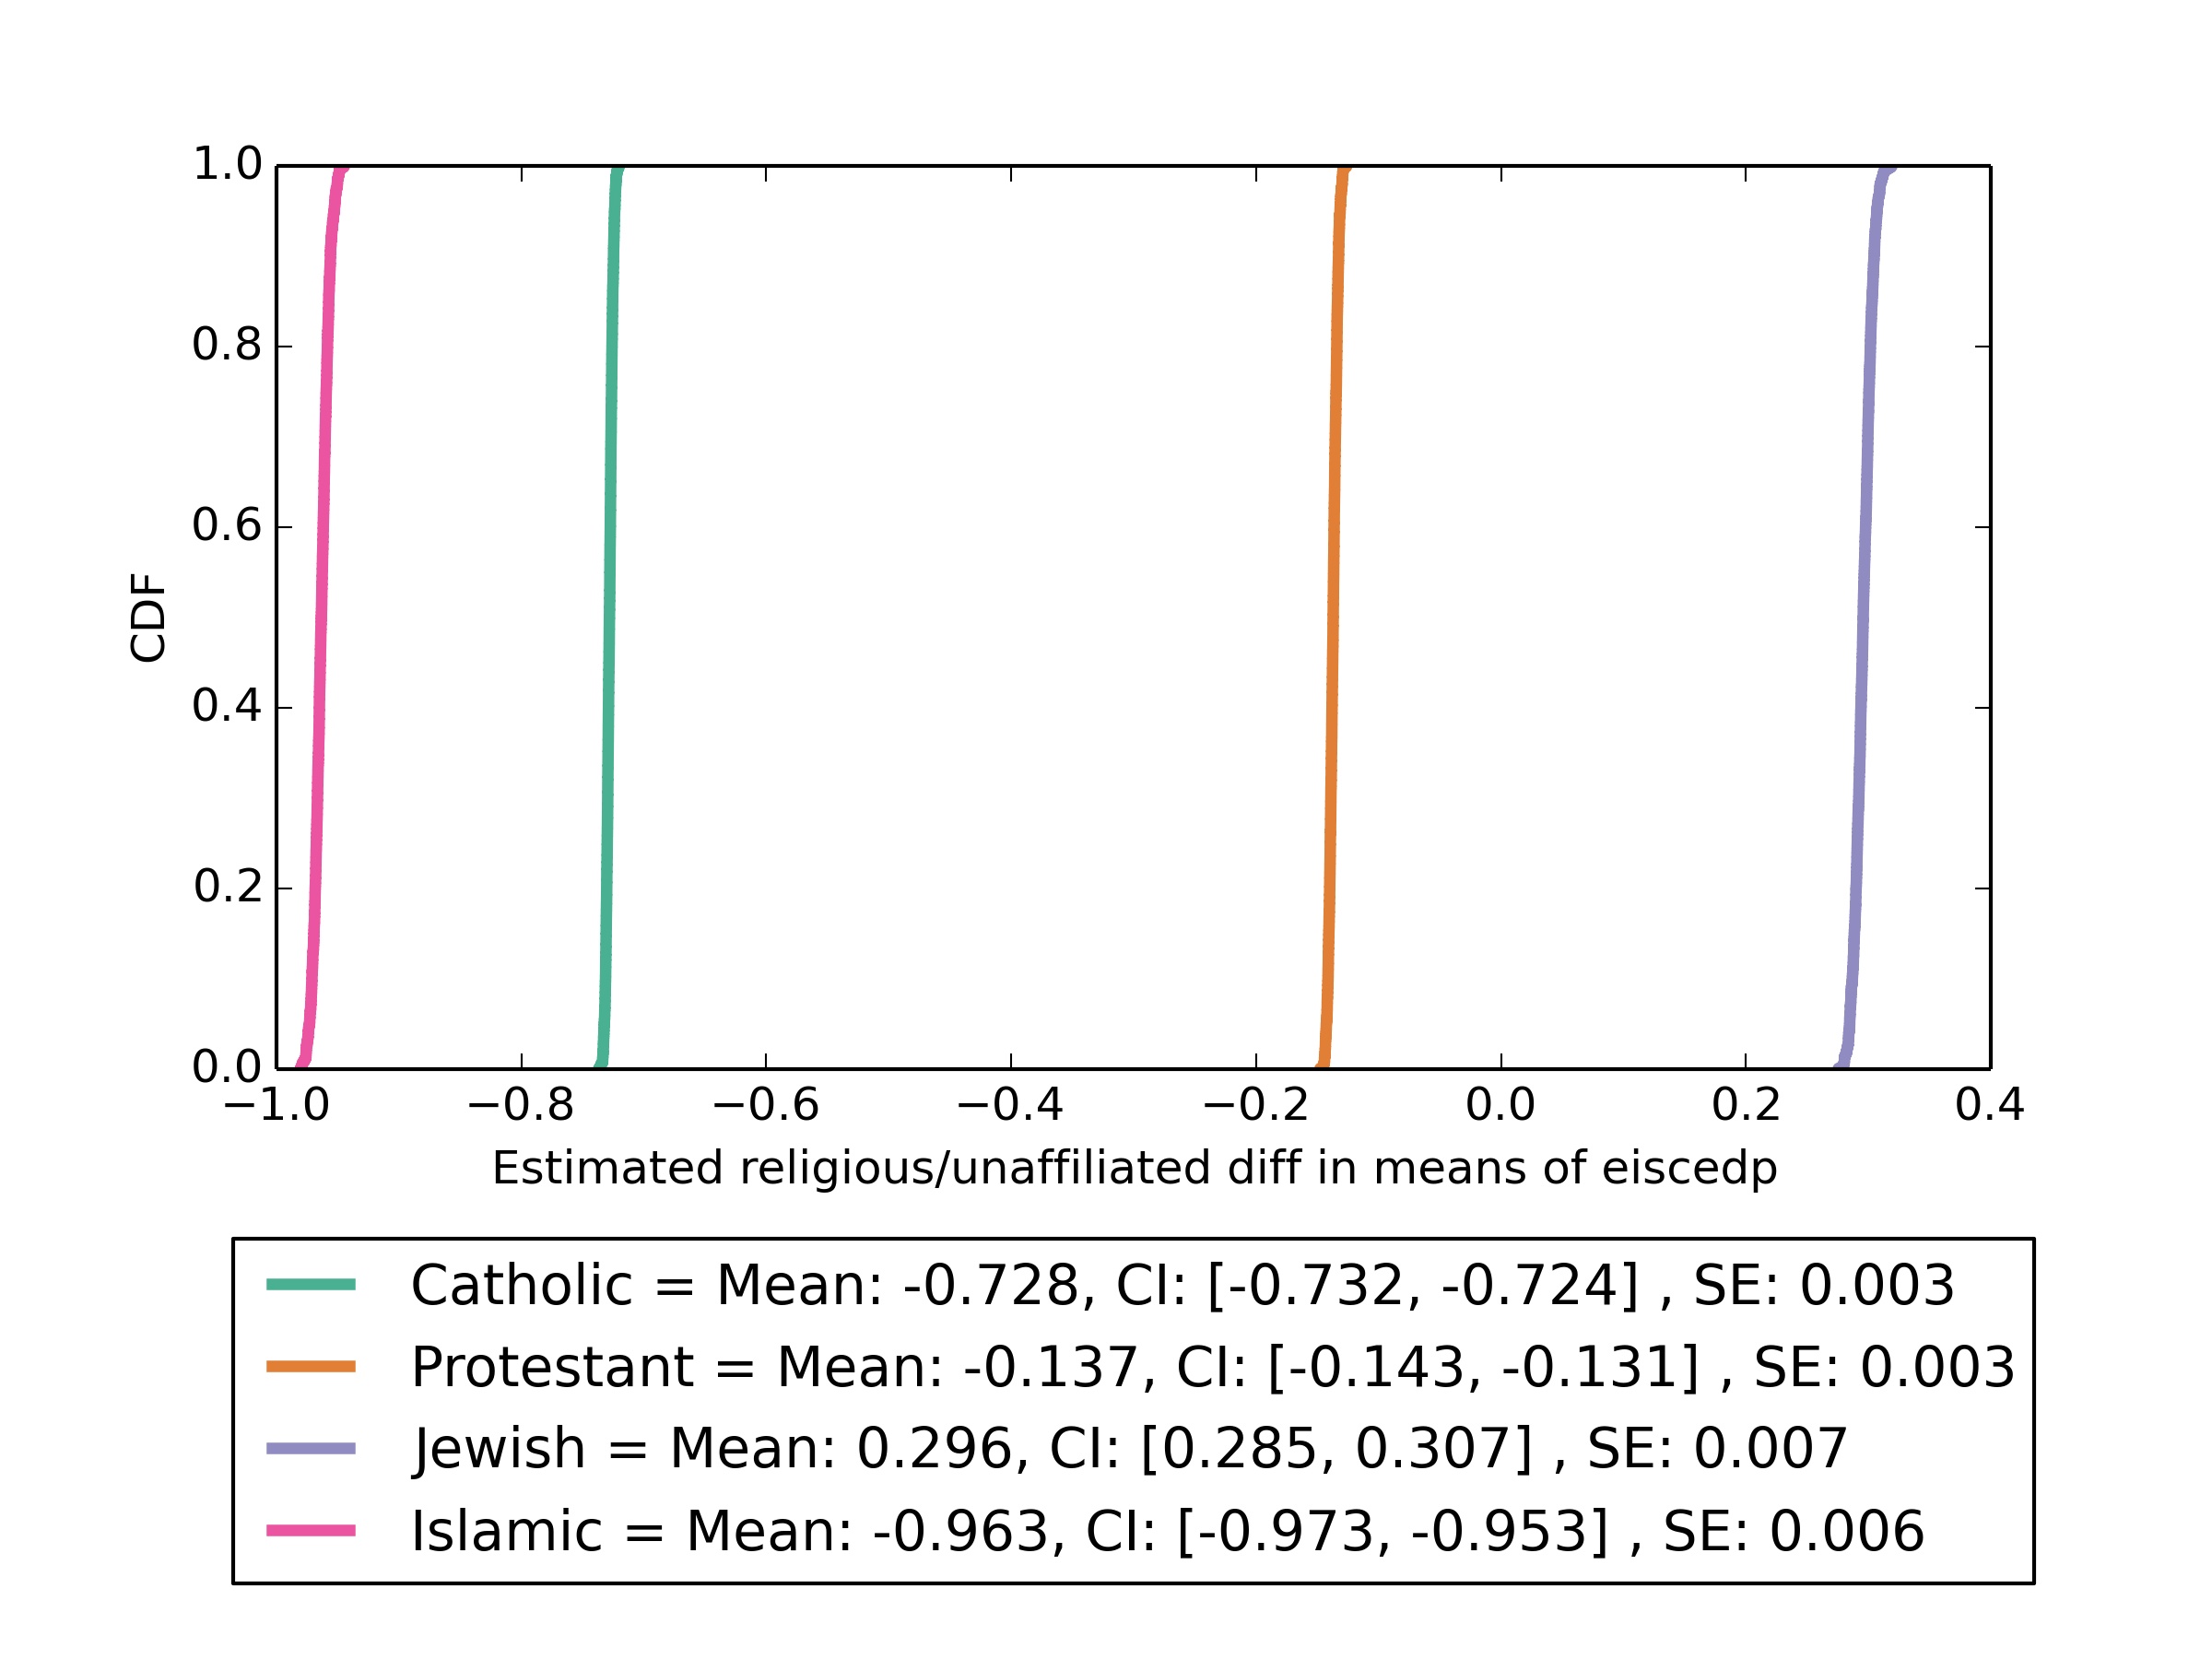 1.0
0.8
0.6
0.4
0.2
0.0
CDF
−1.0 −0.8 −0.6 −0.4 −0.2 0.0 0.2 0.4
Estimated religious/unaffiliated diff in means of eiscedp
Catholic = Mean: -0.728, CI: [-0.732, -0.724] , SE: 0.003
Protestant = Mean: -0.137, CI: [-0.143, -0.131] , SE: 0.003
Jewish = Mean: 0.296, CI: [0.285, 0.307] , SE: 0.007
Islamic = Mean: -0.963, CI: [-0.973, -0.953] , SE: 0.006